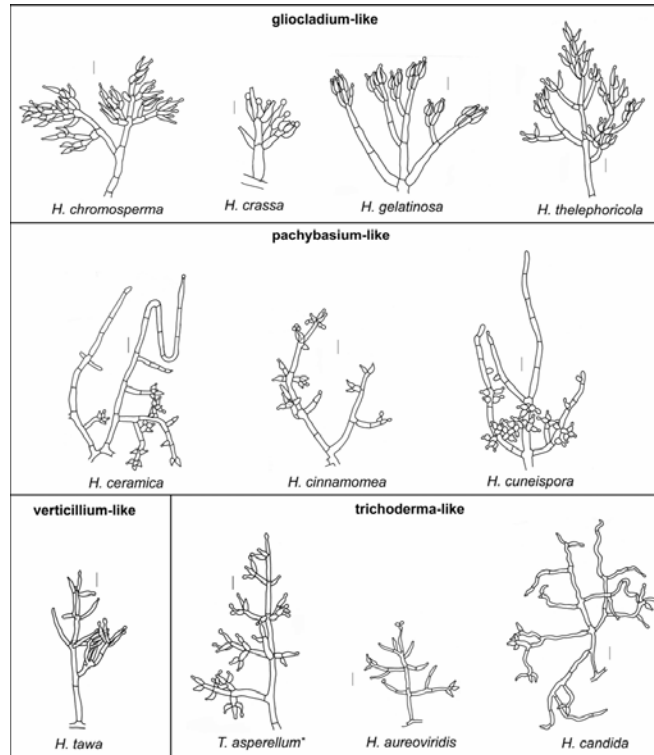 gliocladium-like
H. chromosperma H. crassa H. gelatinosa H. thelephoricola
pachybasium-like
H. ceramica H. cinnamomea H. cuneispora
verticillium-like
H. tawa
trichoderma-like
T. asperellum* H. aureoviridis H. candida